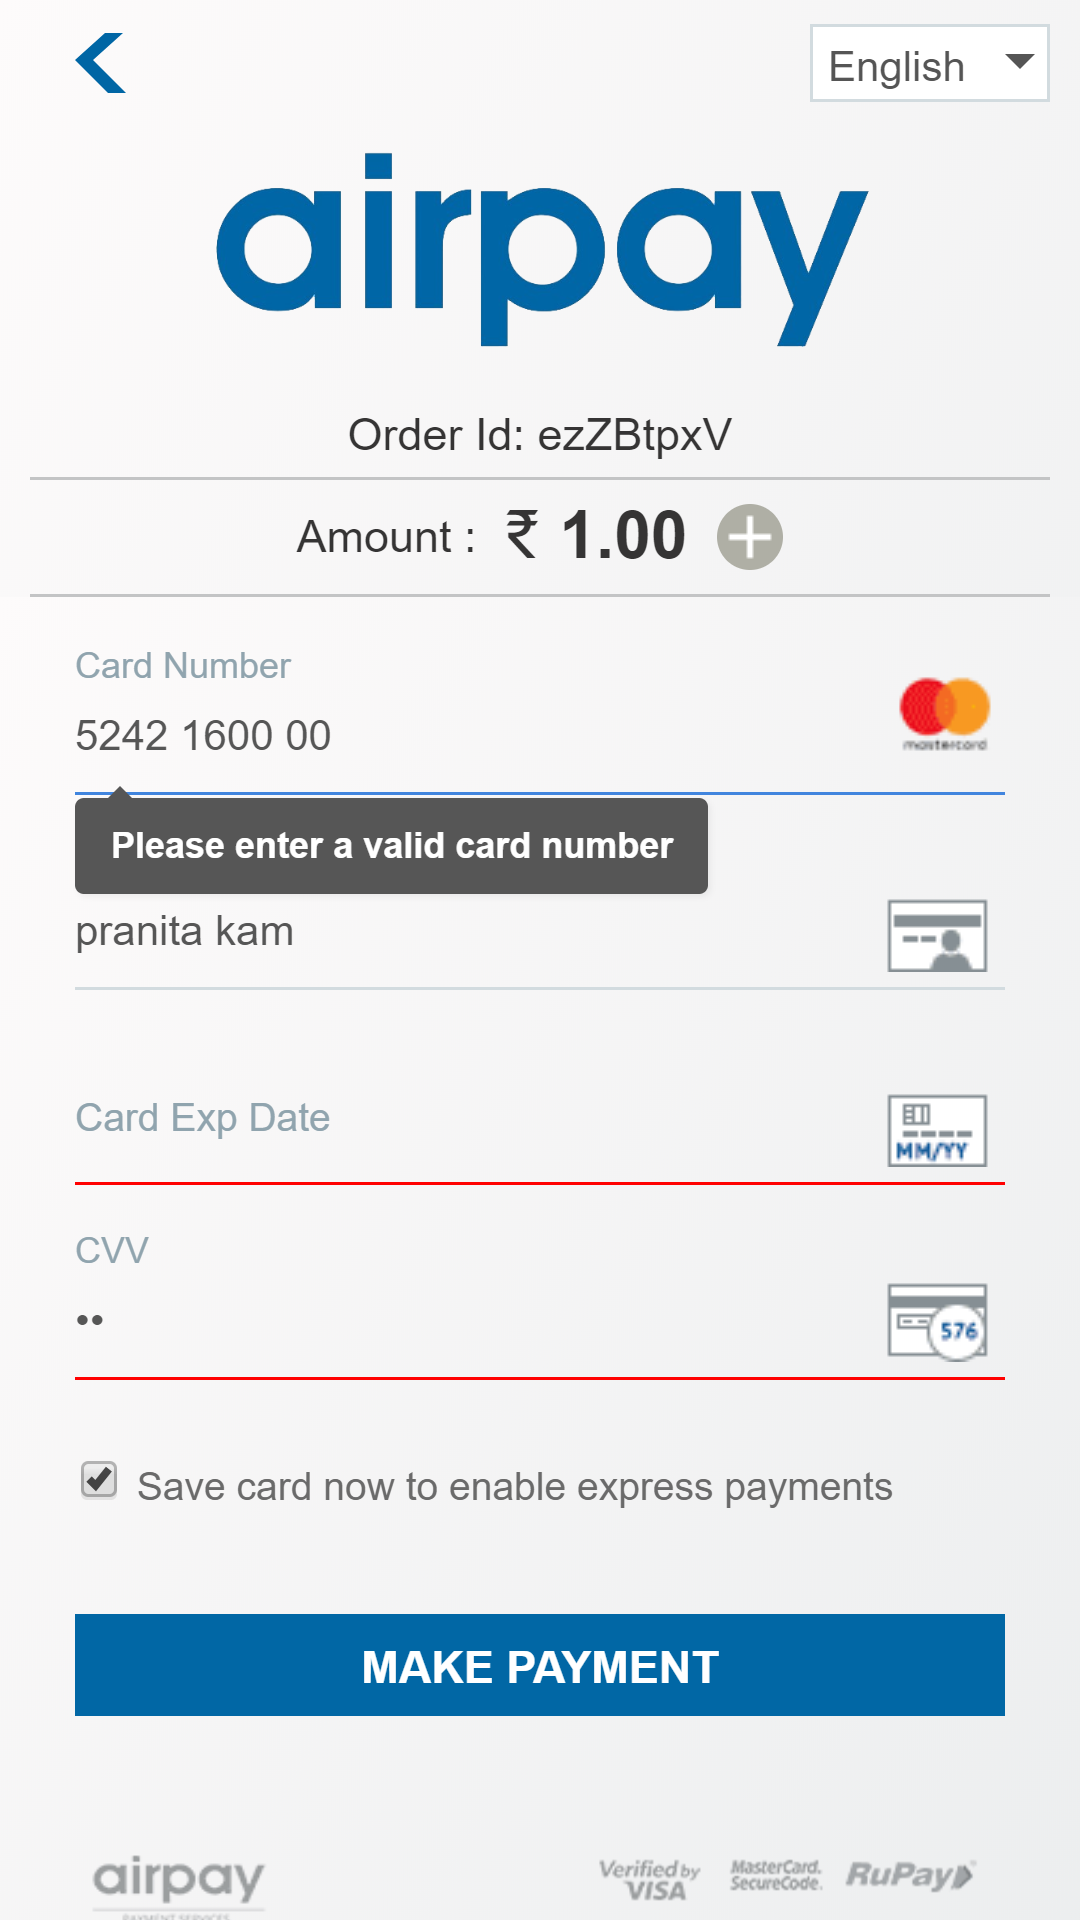 English
airpay
Order Id: ezZBtpxV
Amount : ₹ 1.00
Card Number
5242 1600 00
mastercard
Please enter a valid card number
pranita kam
Card Exp Date
MM/YY
CVV
••
576
Save card now to enable express payments
MAKE PAYMENT
airpay
PAYMENT SERVICES
Verified by
VISA
MasterCard.
SecureCode.
RuPay